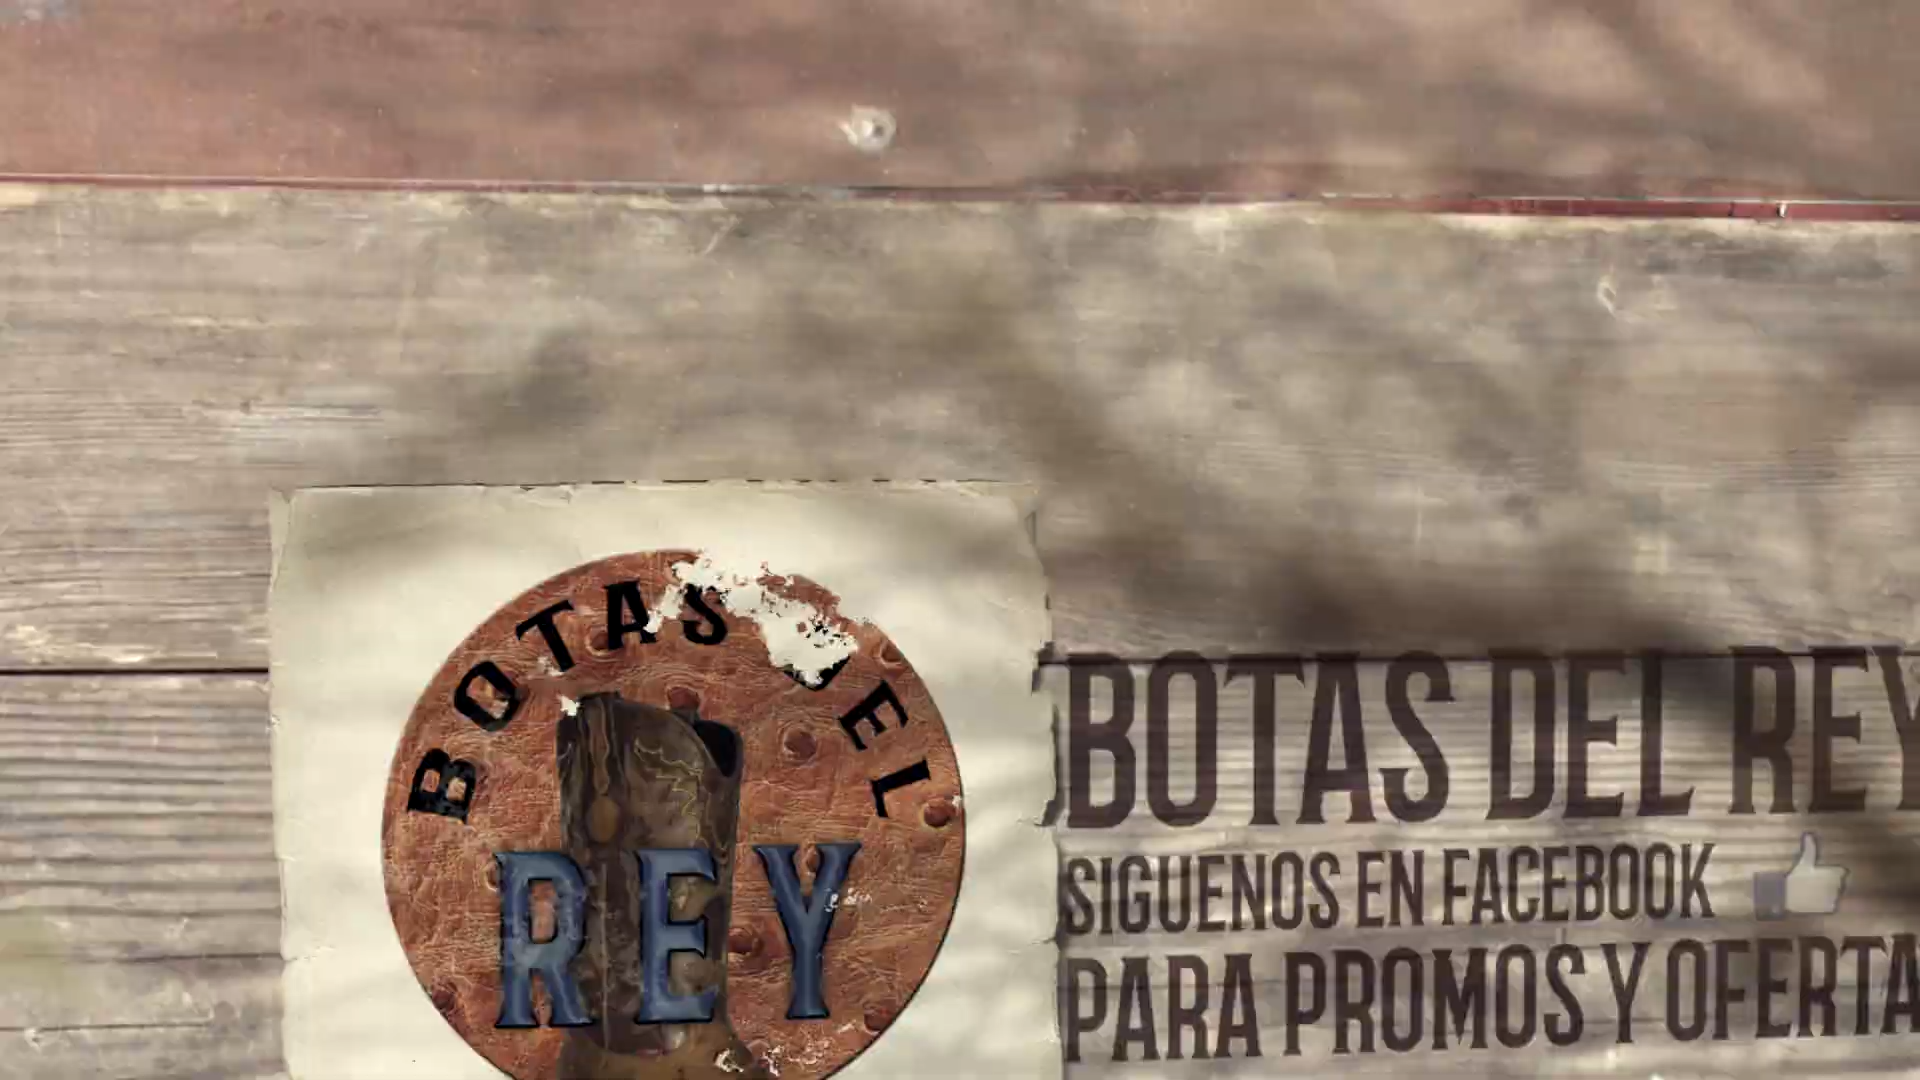 BOTAS DEL
REY
BOTAS DEL REY
SIGUENOS EN FACEBOOK
PARA PROMOS Y OFERTA